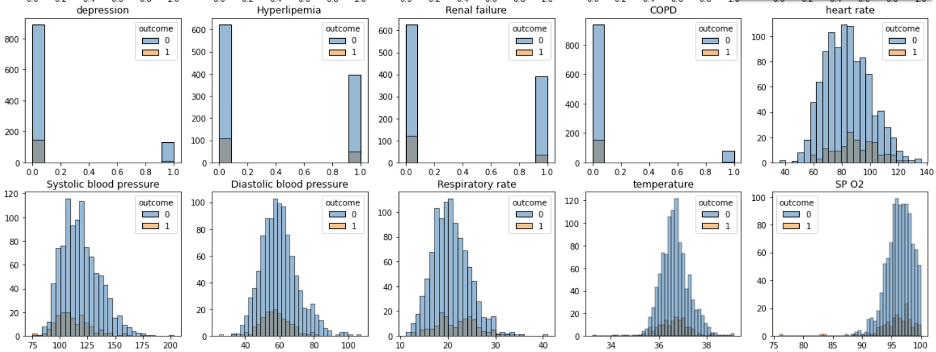 depression
Hyperlipemia
Renal failure
COPD
heart rate
outcome
0
1
outcome
0
1
outcome
0
1
outcome
0
1
outcome
0
1
800
600
400
200
0
600
500
400
300
200
100
0
600
500
400
300
200
100
0
800
600
400
200
0
100
80
60
40
20
0
0.0 0.2 0.4 0.6 0.8 1.0
0.0 0.2 0.4 0.6 0.8 1.0
0.0 0.2 0.4 0.6 0.8 1.0
0.0 0.2 0.4 0.6 0.8 1.0
40 60 80 100 120 140
Systolic blood pressure
Diastolic blood pressure
Respiratory rate
temperature
SP O2
outcome
0
1
outcome
0
1
outcome
0
1
outcome
0
1
outcome
0
1
120
100
80
60
40
20
0
100
80
60
40
20
0
100
80
60
40
20
0
120
100
80
60
40
20
0
100
80
60
40
20
0
75 100 125 150 175 200
40 60 80 100
10 20 30 40
34 36 38
75 80 85 90 95 100